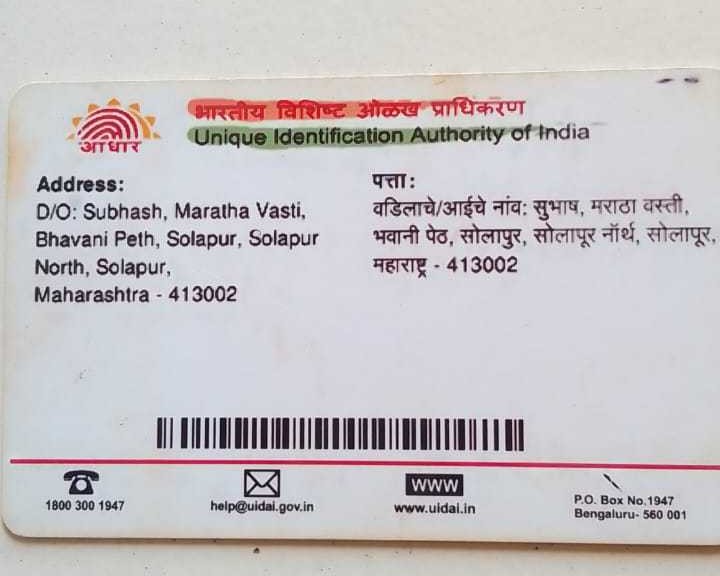 आधार
भारतीय विशिष्ट ओळख प्राधिकरण
Unique Identification Authority of India
Address:
D/O: Subhash, Maratha Vasti,
Bhavani Peth, Solapur, Solapur
North, Solapur,
Maharashtra - 413002
पत्ता:
वडिलाचे/आईचे नांव: सुभाष, मराठा वस्ती,
भवानी पेठ, सोलापुर, सोलापूर नॉर्थ, सोलापूर,
महाराष्ट्र - 413002
1800 300 1947
help@uidai.gov.in
www
www.uidai.in
P.O. Box No.1947
Bengaluru- 560 001